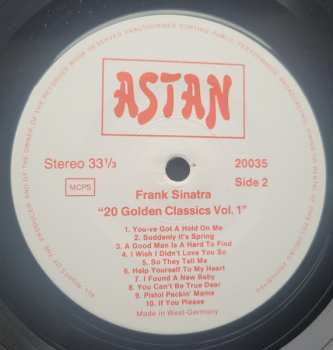 ASTAN
Stereo 33 1/3
20035
MCPS
Side 2
Frank Sinatra
"20 Golden Classics Vol. 1"
1. You-ve Got A Hold On Me
2. Suddenly It's Spring
3. A Good Man Is A Hard To Find
4. I Wish I Didn't Love You So
5. So They Tell Me
6. Help Yourself To My Heart
7. I Found A New Baby
8. You Can't Be True Dear
9. Pistol Packin' Mama
10. If You Please
Made in West-Germany